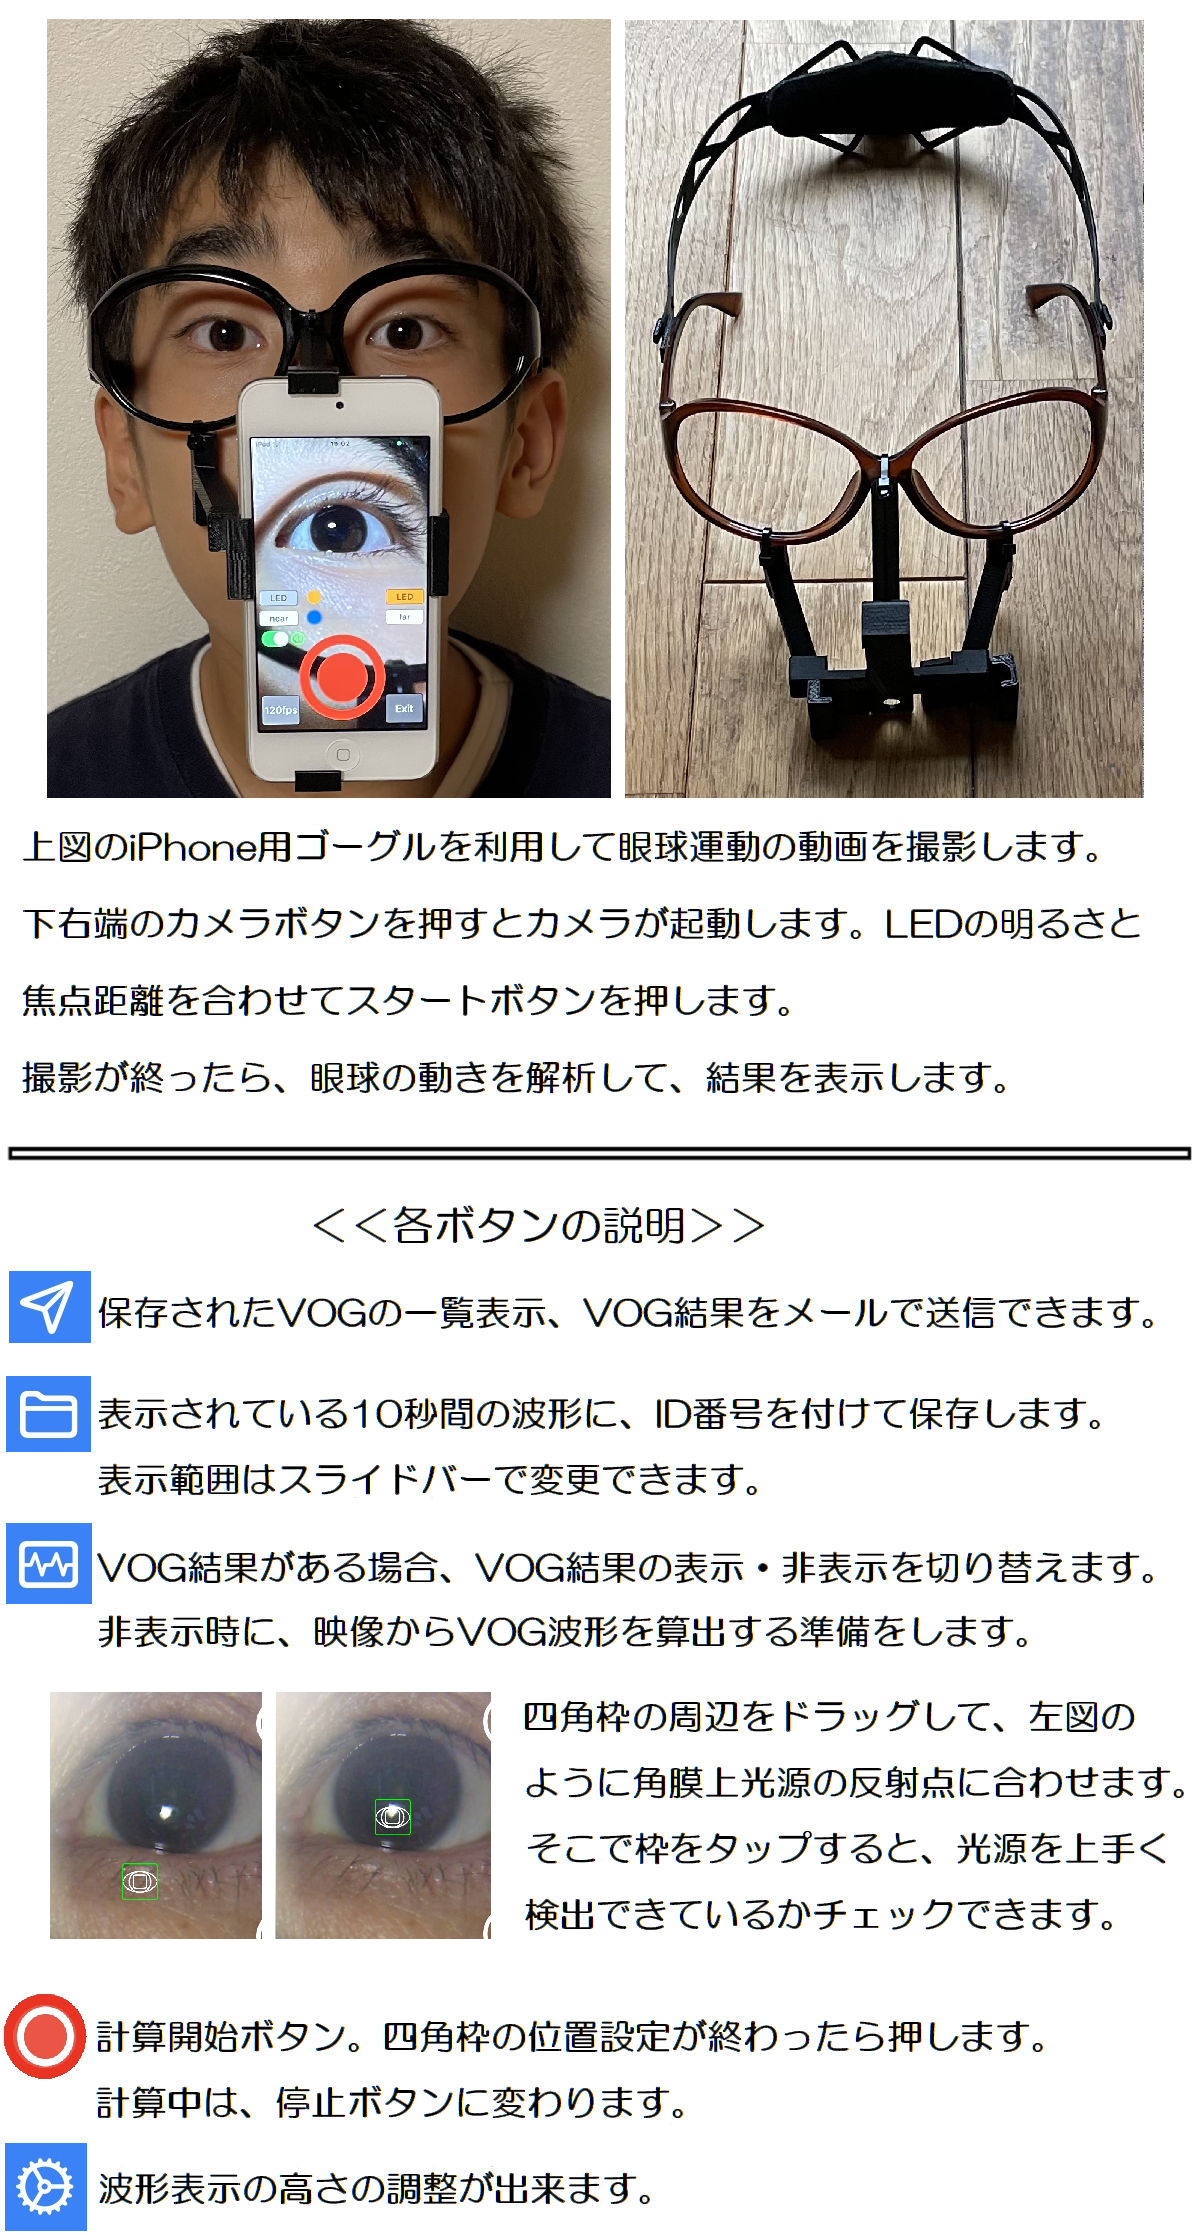 iPod
15:02
LED
LED
near
far
120fps
Exit
上図のiPhone用ゴーグルを利用して眼球運動の動画を撮影します。
下右端のカメラボタンを押すとカメラが起動します。LEDの明るさと
焦点距離を合わせてスタートボタンを押します。
撮影が終ったら、眼球の動きを解析して、結果を表示します。
＜＜各ボタンの説明＞＞
保存されたVOGの一覧表示、VOG結果をメールで送信できます。
表示されている10秒間の波形に、ID番号を付けて保存します。
表示範囲はスライドバーで変更できます。
VOG結果がある場合、VOG結果の表示・非表示を切り替えます。
非表示時に、映像からVOG波形を算出する準備をします。
四角枠の周辺をドラッグして、左図の
ように角膜上光源の反射点に合わせます。
そこで枠をタップすると、光源を上手く
検出できているかチェックできます。
計算開始ボタン。四角枠の位置設定が終わったら押します。
計算中は、停止ボタンに変わります。
波形表示の高さの調整が出来ます。